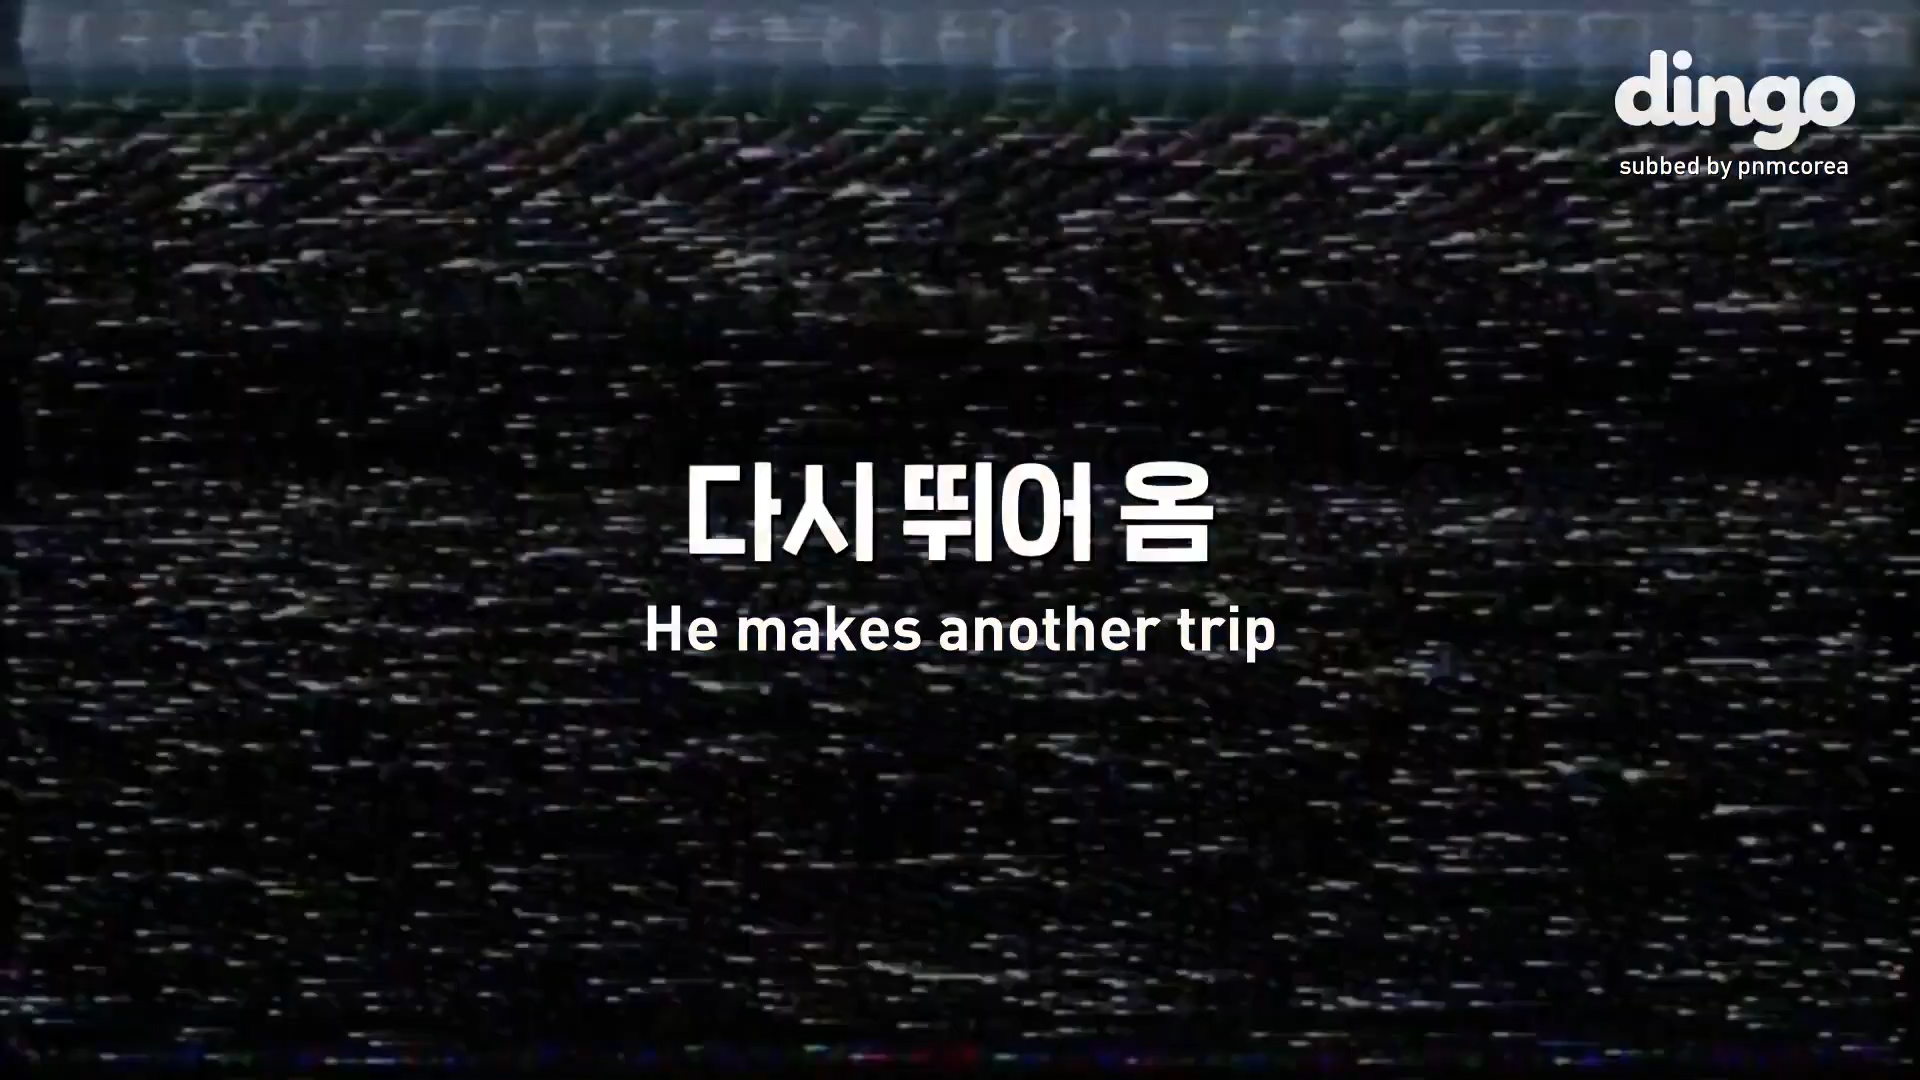 dingo
subbed by pnmcorea
다시 뛰어 옴
He makes another trip